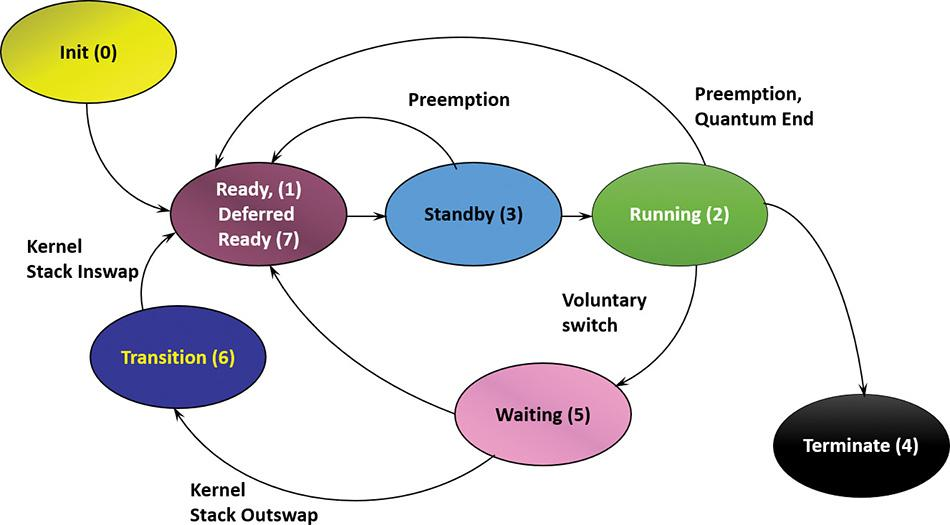 Init (0)
Preemption
Preemption,
Quantum End
Ready, (1)
Deferred
Ready (7)
Standby (3)
Running (2)
Kernel
Stack Inswap
Voluntary
switch
Transition (6)
Waiting (5)
Terminate (4)
Kernel
Stack Outswap